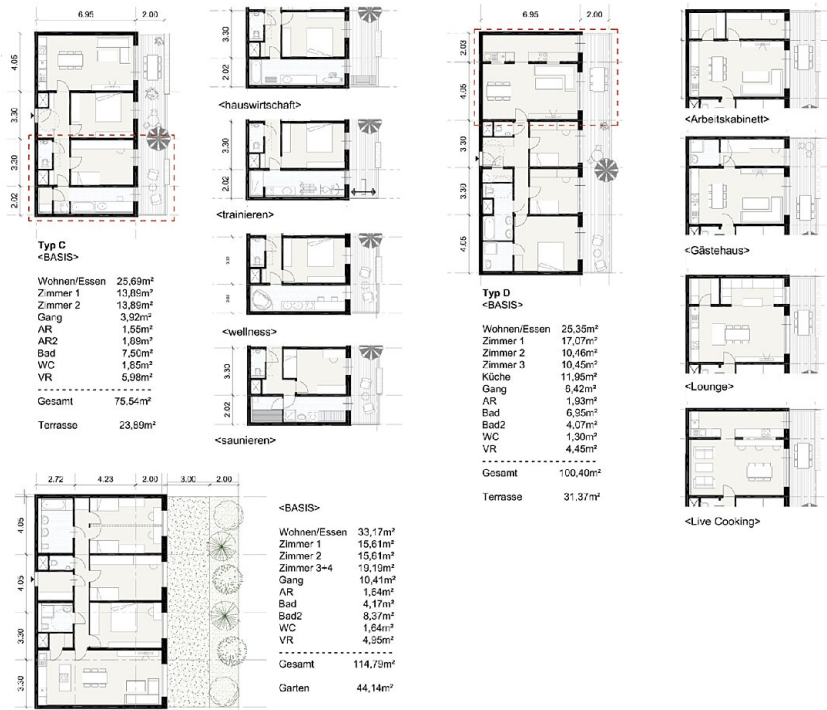 6.95
2.00
4.05
3.30
3.30
2.02
Typ C
<BASIS>
Wohnen/Essen 25,69m²
Zimmer 1 13,89m²
Zimmer 2 13,89m²
Gang 3,92m²
AR 1,55m²
AR2 1,69m²
Bad 7,50m²
WC 1,85m²
VR 5,98m²
Gesamt 75,54m²
Terrasse 23,89m²
3.30
2.02
<hauswirtschaft>
3.30
2.02
<trainieren>
<wellness>
3.30
2.02
<saunieren>
6.95
2.00
2.03
4.05
3.30
3.30
4.05
Typ D
<BASIS>
Wohnen/Essen 25,35m²
Zimmer 1 17,07m²
Zimmer 2 10,46m²
Zimmer 3 10,45m²
Küche 11,95m²
Gang 6,42m²
AR 1,93m²
Bad 6,95m²
Bad2 4,07m²
WC 1,30m²
VR 4,45m²
Gesamt 100,40m²
Terrasse 31,37m²
<Arbeitskabinett>
<Gästehaus>
<Lounge>
<Live Cooking>
2.72
4.23
2.00
3.00
2.00
4.05
4.05
3.30
3.30
<BASIS>
Wohnen/Essen 33,17m²
Zimmer 1 15,61m²
Zimmer 2 15,61m²
Zimmer 3+4 19,19m²
Gang 10,41m²
AR 1,64m²
Bad 4,17m²
Bad2 8,37m²
WC 1,64m²
VR 4,95m²
Gesamt 114,79m²
Garten 44,14m²